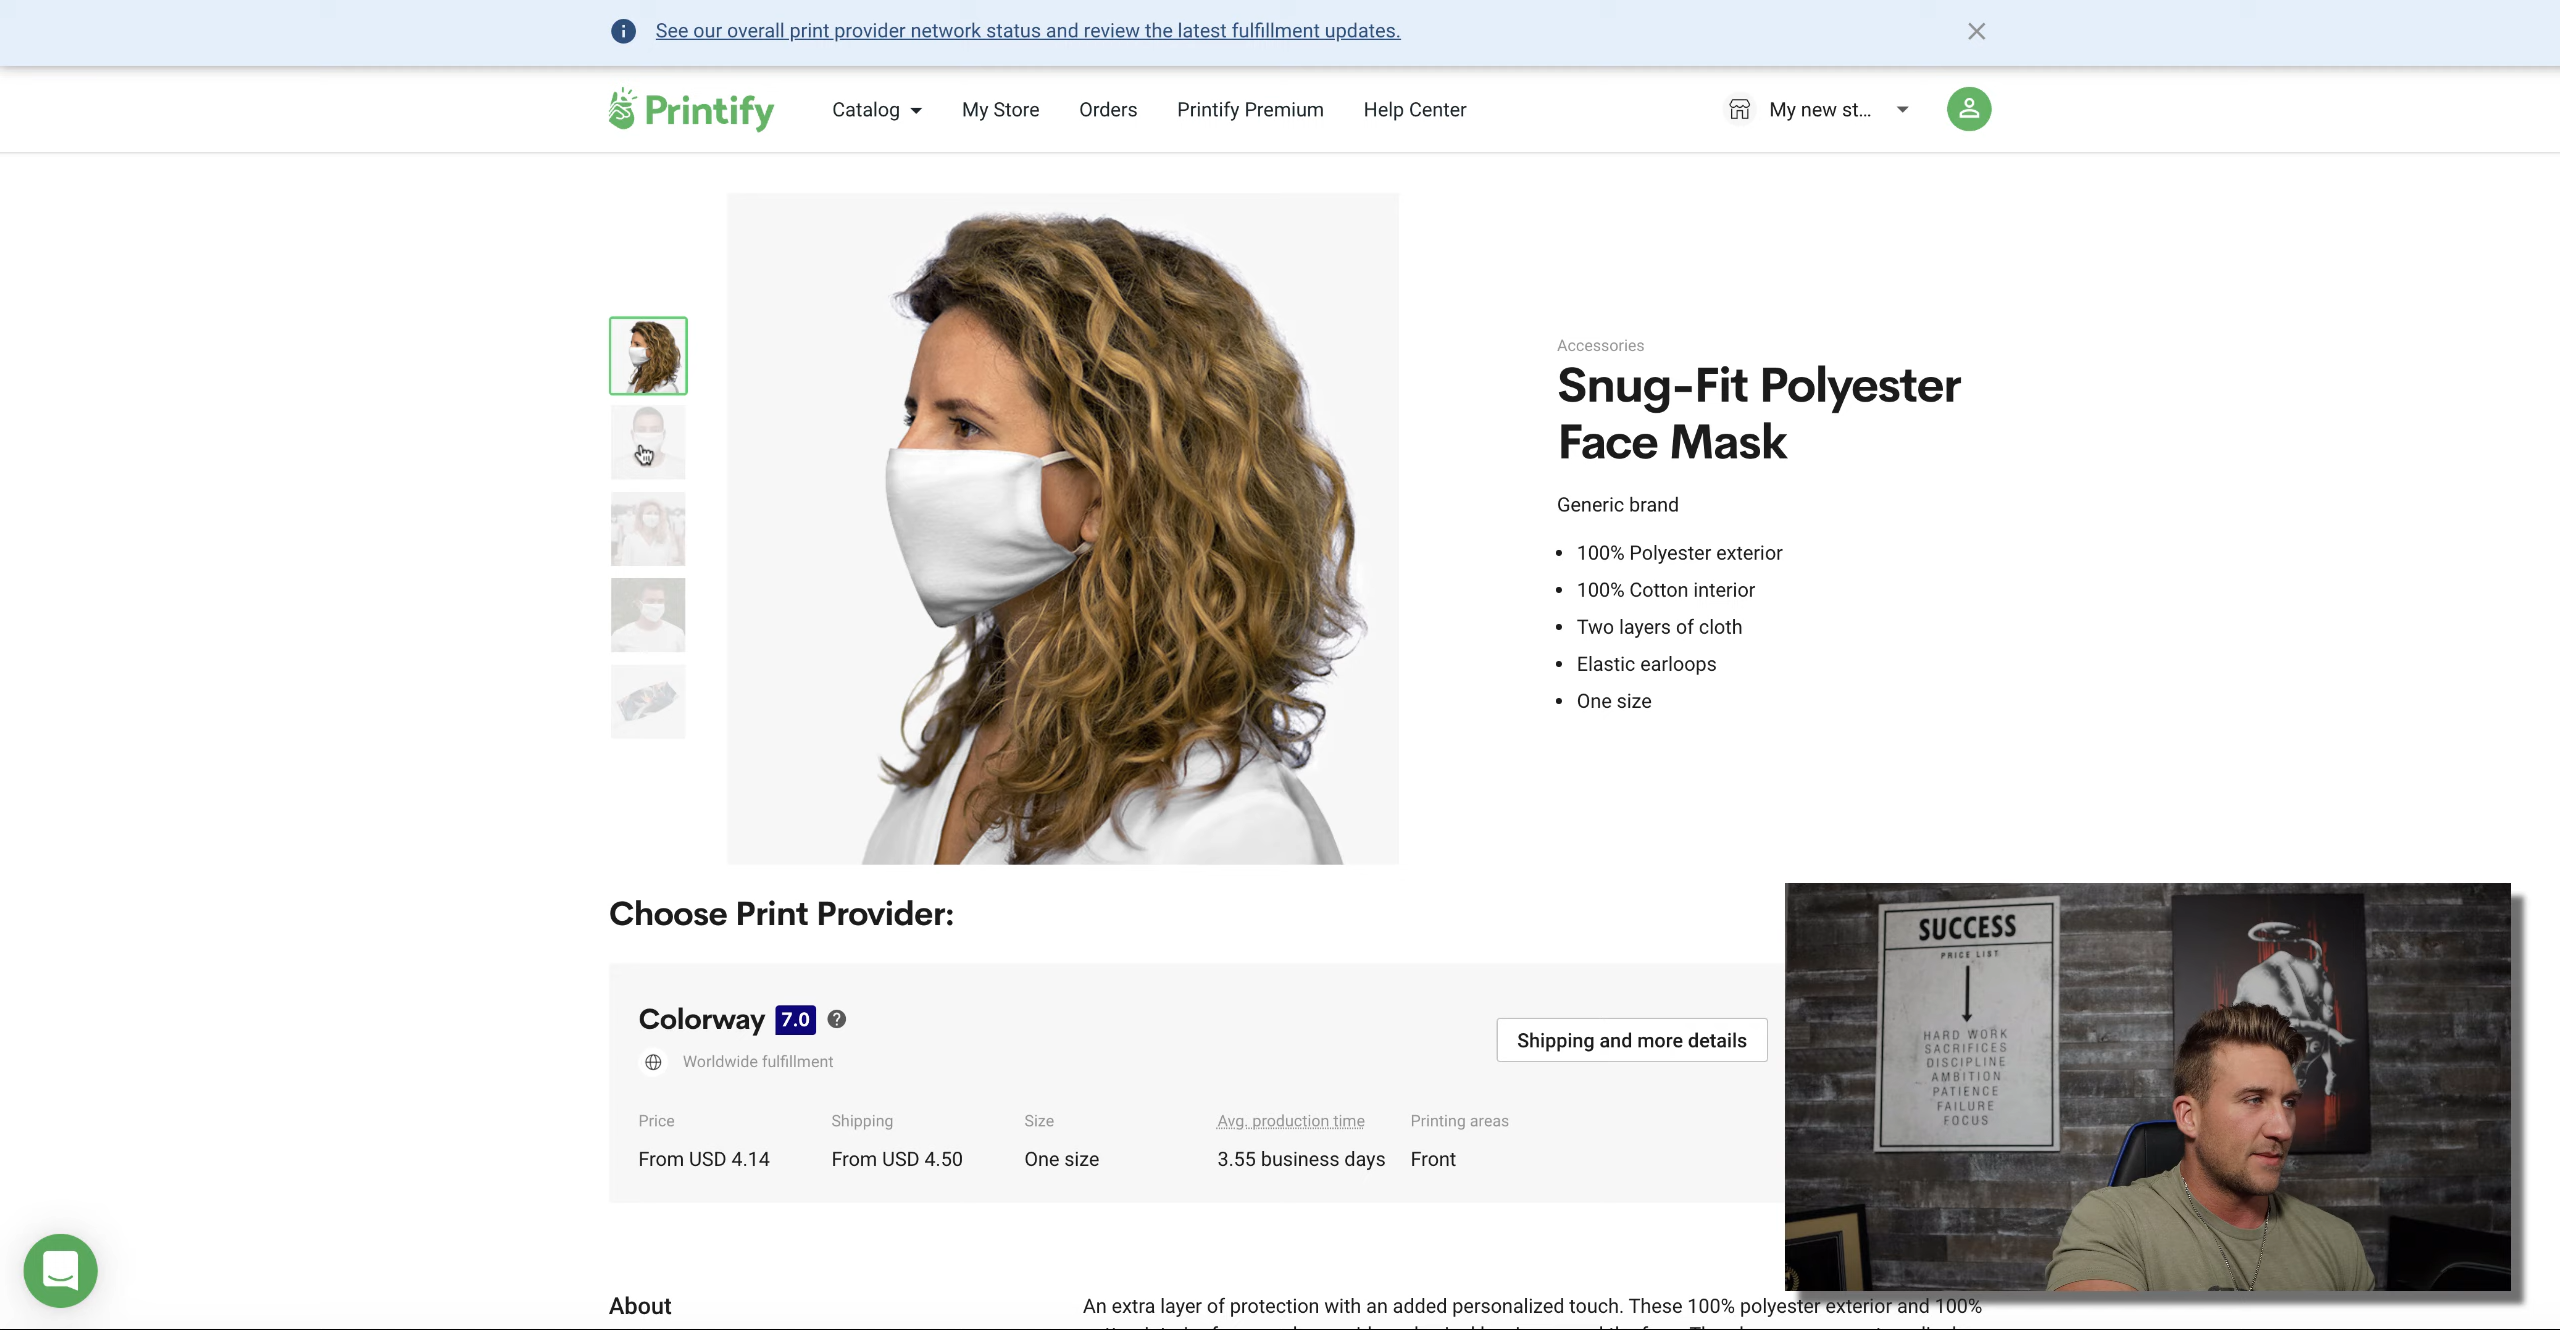 See our overall print provider network status and review the latest fulfillment updates.
Printify
Catalog
My Store
Orders
Printify Premium
Help Center
My new st...
Accessories
Snug-Fit Polyester
Face Mask
Generic brand
• 100% Polyester exterior
• 100% Cotton interior
• Two layers of cloth
• Elastic earloops
• One size
Choose Print Provider:
Colorway 7.0
Worldwide fulfillment
Shipping and more details
Price
Shipping
Size
Avg. production time
Printing areas
From USD 4.14
From USD 4.50
One size
3.55 business days
Front
SUCCESS
PRICE LIST
HARD WORK
SACRIFICES
DISCIPLINE
AMBITION
PATIENCE
FAILURE
FOCUS
About
An extra layer of protection with an added personalized touch. These 100% polyester exterior and 100%